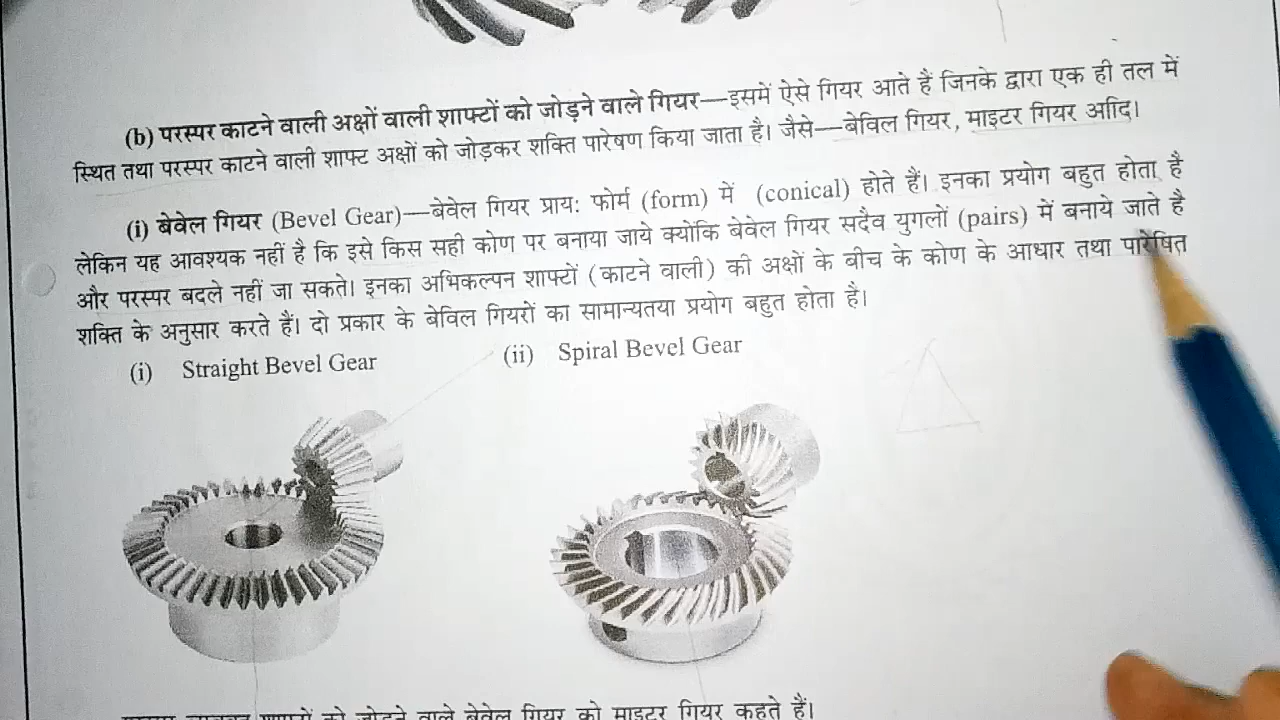 (b) परस्पर काटने वाली अक्षों वाली शाफ्टों को जोड़ने वाले गियर—इसमें ऐसे गियर आते हैं जिनके द्वारा एक ही तल में
स्थित तथा परस्पर काटने वाली शाफ्ट अक्षों को जोड़कर शक्ति पारेषण किया जाता है। जैसे—बेविल गियर, माइटर गियर आदि।
(i) बेवेल गियर (Bevel Gear)—बेवेल गियर प्राय: फोर्म (form) में (conical) होते हैं। इनका प्रयोग बहुत होता है
लेकिन यह आवश्यक नहीं है कि इसे किस सही कोण पर बनाया जाये क्योंकि बेवेल गियर सदैव युगलों (pairs) में बनाये जाते है
और परस्पर बदले नहीं जा सकते। इनका अभिकल्पन शाफ्टों (काटने वाली) की अक्षों के बीच के कोण के आधार तथा पारेषित
शक्ति के अनुसार करते हैं। दो प्रकार के बेविल गियरों का सामान्यतया प्रयोग बहुत होता है।
(i) Straight Bevel Gear (ii) Spiral Bevel Gear
शाफ्टों को जोड़ने वाले बेवेल गियर को माइटर गियर कहते हैं।